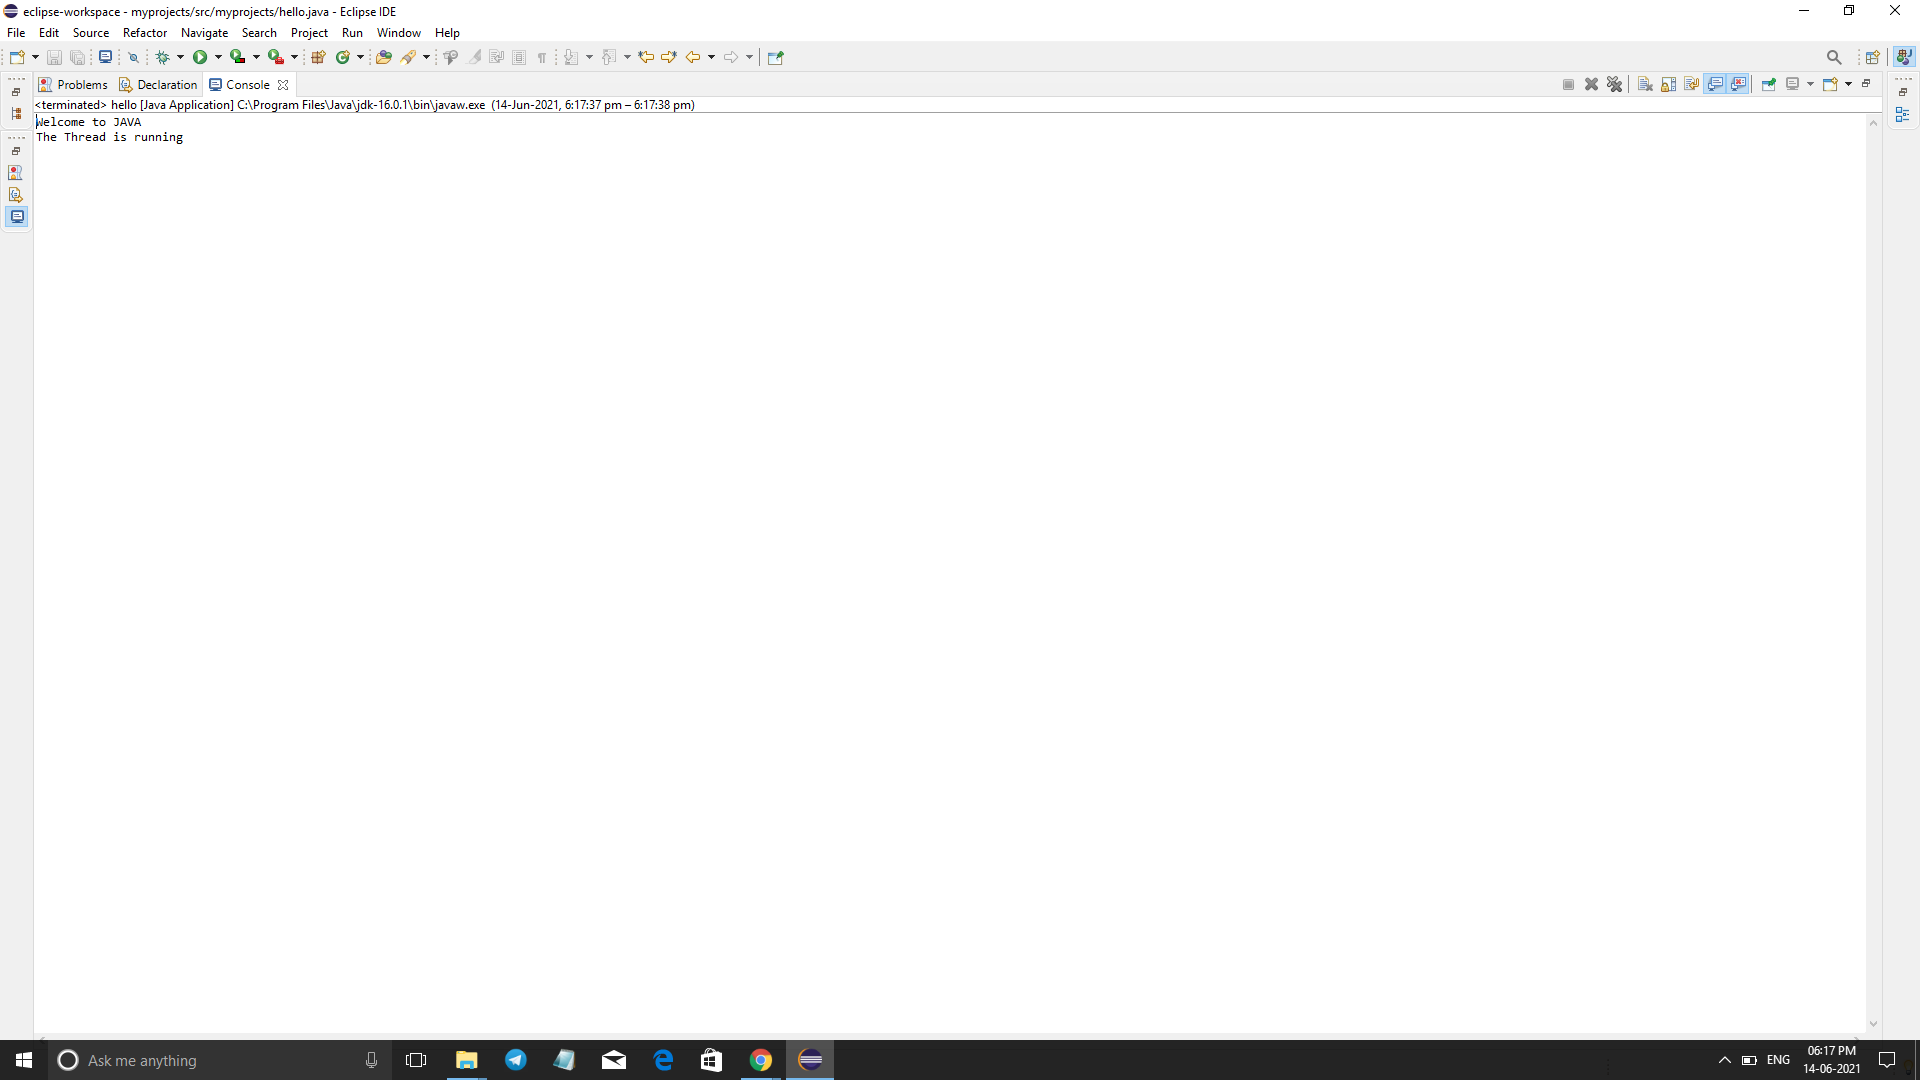 eclipse-workspace - myprojects/src/myprojects/hello.java - Eclipse IDE
File Edit Source Refactor Navigate Search Project Run Window Help
Problems Declaration Console
<terminated> hello [Java Application] C:\Program Files\Java\jdk-16.0.1\bin\javaw.exe (14-Jun-2021, 6:17:37 pm – 6:17:38 pm)
Welcome to JAVA
The Thread is running
Ask me anything
ENG
06:17 PM
14-06-2021